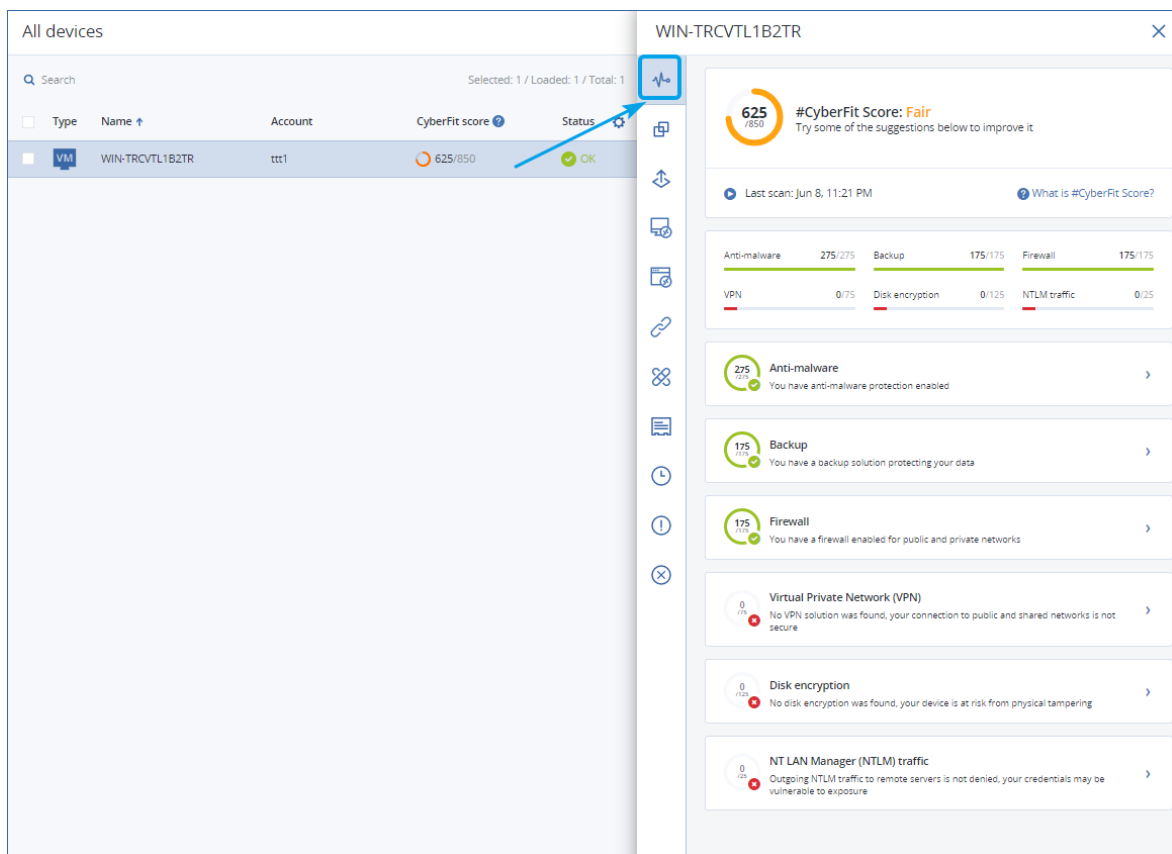 All devices
Search
Selected: 1 / Loaded: 1 / Total: 1
Type Name Account CyberFit score Status
VM WIN-TRCVTL1B2TR ttt1 625/850 OK
WIN-TRCVTL1B2TR
625
/850
#CyberFit Score: Fair
Try some of the suggestions below to improve it
Last scan: Jun 8, 11:21 PM
What is #CyberFit Score?
Anti-malware 275/275 Backup 175/175 Firewall 175/175
VPN 0/75 Disk encryption 0/125 NTLM traffic 0/25
275
/275
Anti-malware
You have anti-malware protection enabled
175
/175
Backup
You have a backup solution protecting your data
175
/175
Firewall
You have a firewall enabled for public and private networks
0
/75
Virtual Private Network (VPN)
No VPN solution was found, your connection to public and shared networks is not
secure
0
/125
Disk encryption
No disk encryption was found, your device is at risk from physical tampering
0
/25
NT LAN Manager (NTLM) traffic
Outgoing NTLM traffic to remote servers is not denied, your credentials may be
vulnerable to exposure